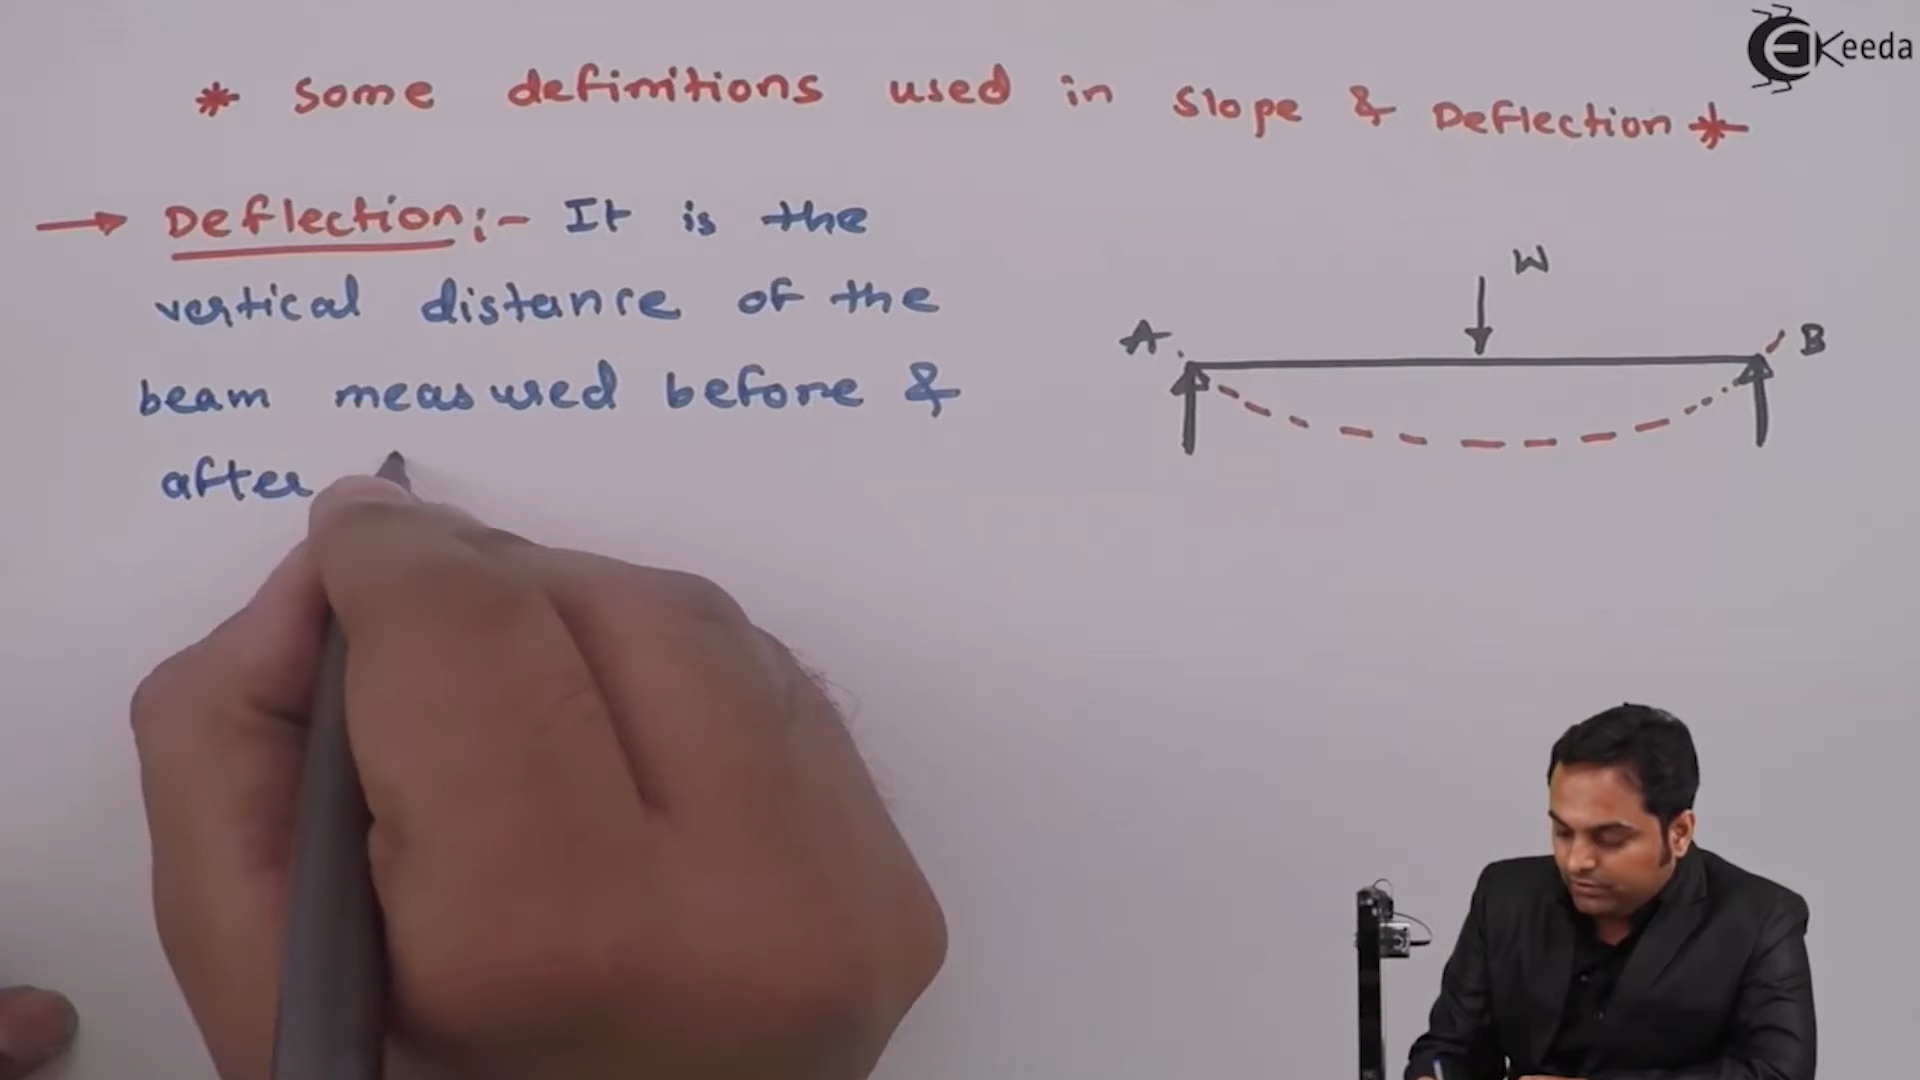 * Some definitions used in Slope & Deflection *
→ Deflection :- It is the
vertical distance of the
beam measured before &
after
W
A
B
Ekeeda